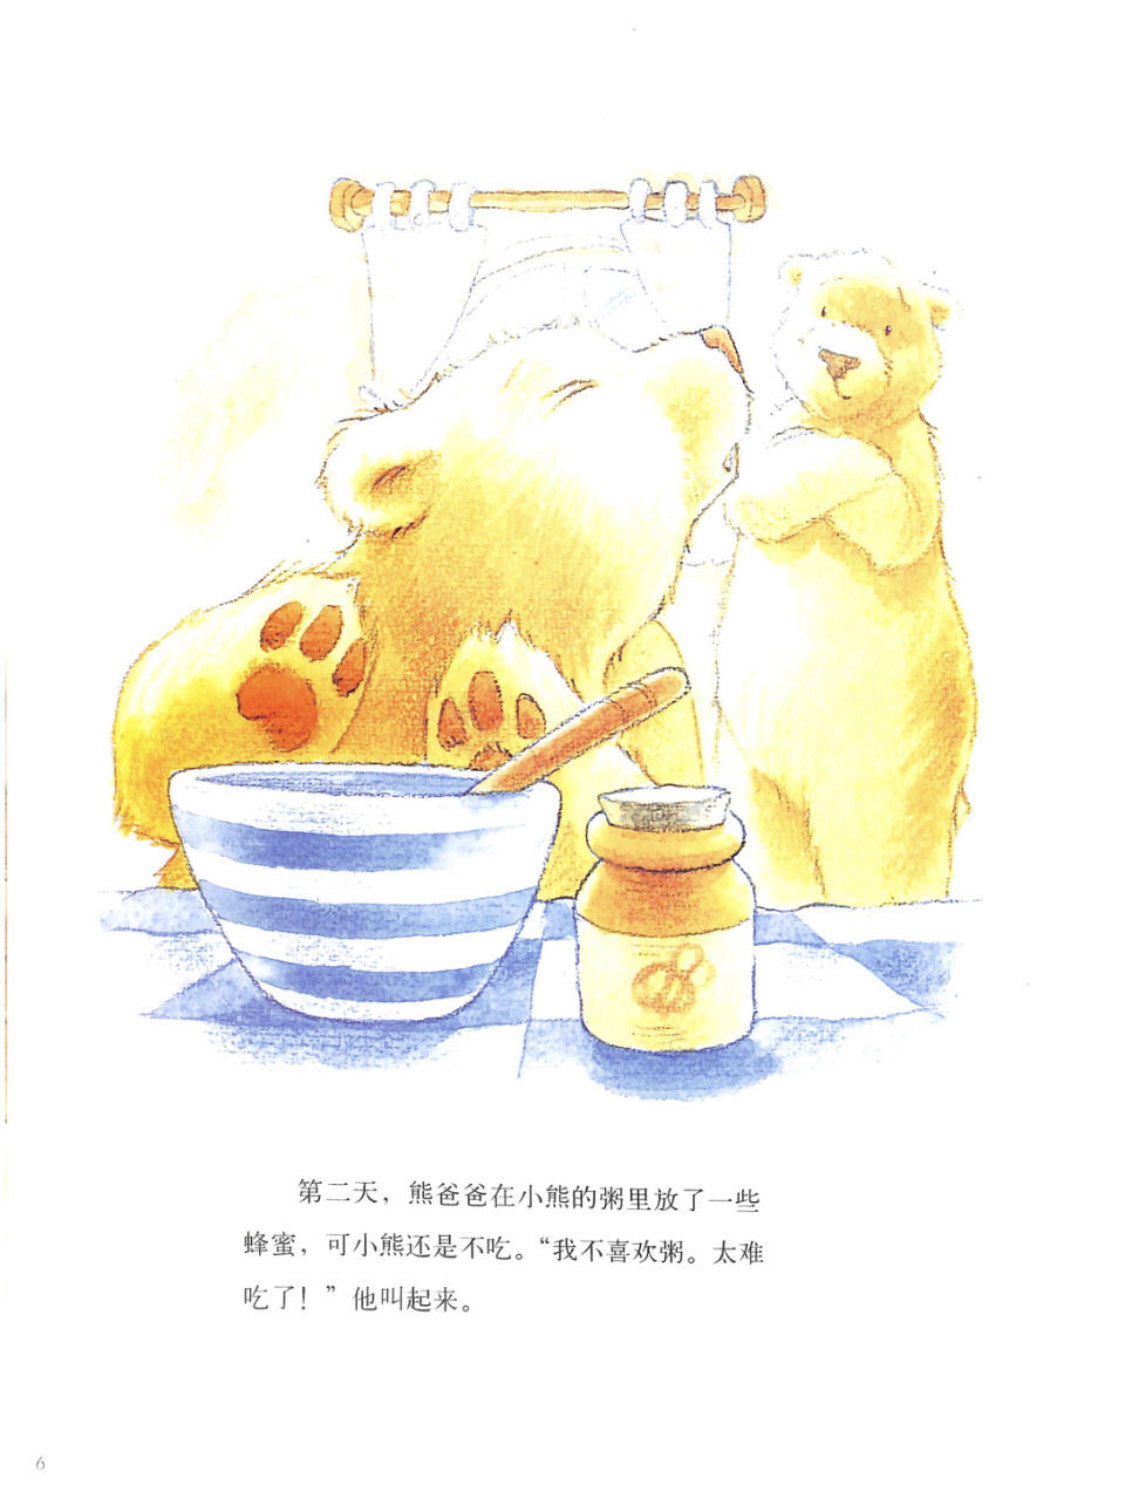 第二天，熊爸爸在小熊的粥里放了一些
蜂蜜，可小熊还是不吃。“我不喜欢粥。太难
吃了！”他叫起来。
6